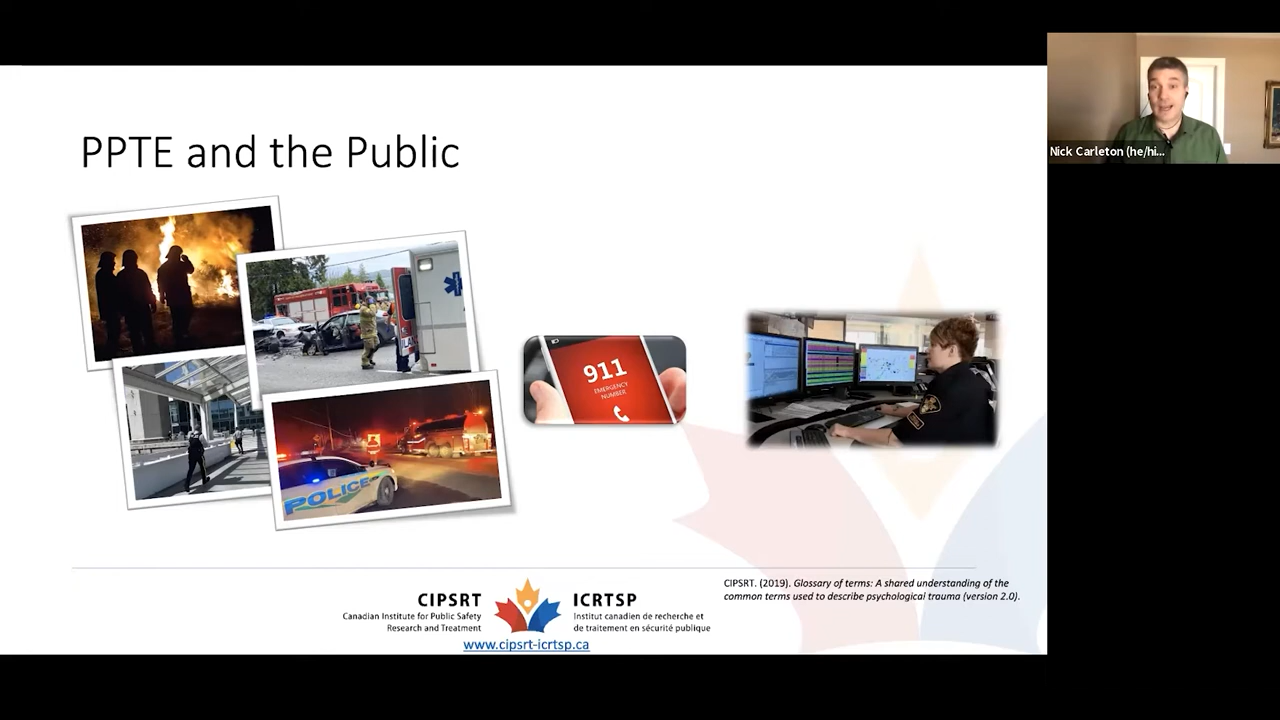 PPTE and the Public
POLICE
911
EMERGENCY
NUMBER
CIPSRT
Canadian Institute for Public Safety
Research and Treatment
ICRTSP
Institut canadien de recherche et
de traitement en sécurité publique
www.cipsrt-icrtsp.ca
CIPSRT. (2019). Glossary of terms: A shared understanding of the
common terms used to describe psychological trauma (version 2.0).
Nick Carleton (he/hi...